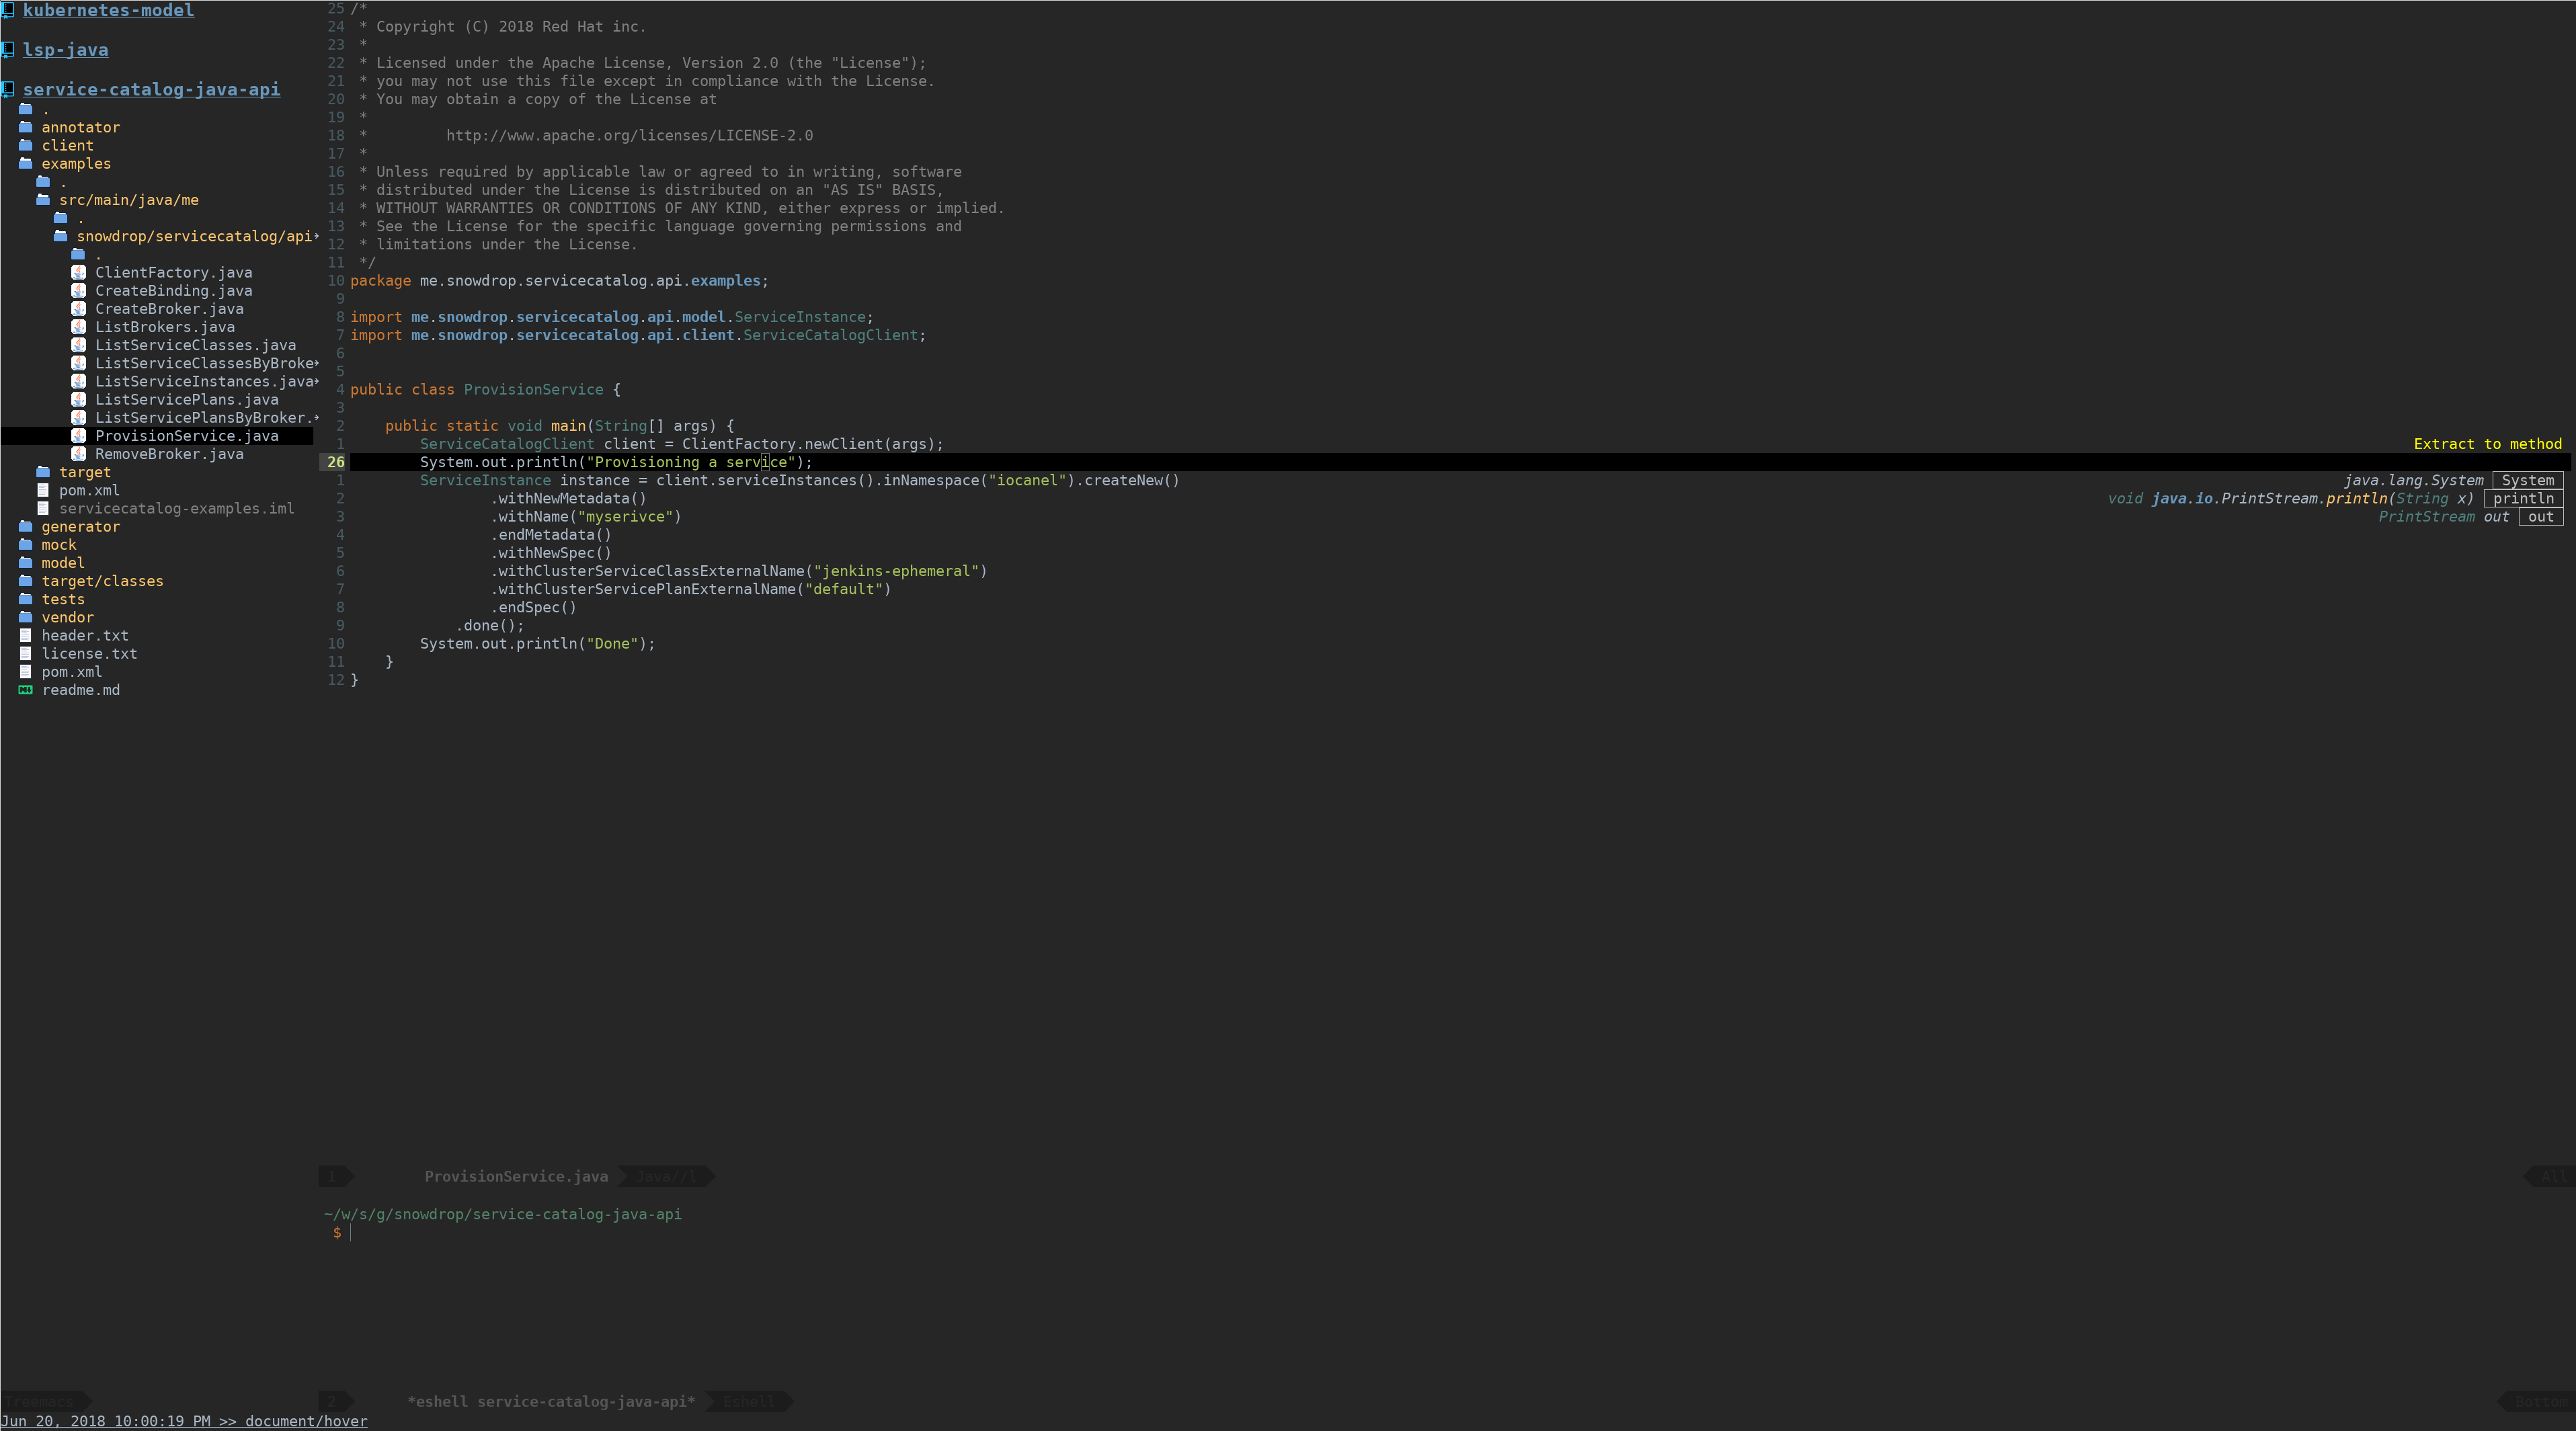 kubernetes-model
lsp-java
service-catalog-java-api
.
annotator
client
examples
.
src/main/java/me
.
snowdrop/servicecatalog/api
.
ClientFactory.java
CreateBinding.java
CreateBroker.java
ListBrokers.java
ListServiceClasses.java
ListServiceClassesByBroke
ListServiceInstances.java
ListServicePlans.java
ListServicePlansByBroker.
ProvisionService.java
RemoveBroker.java
target
pom.xml
servicecatalog-examples.iml
generator
mock
model
target/classes
tests
vendor
header.txt
license.txt
pom.xml
readme.md
Treemacs
25 /*
24  * Copyright (C) 2018 Red Hat inc.
23  *
22  * Licensed under the Apache License, Version 2.0 (the "License");
21  * you may not use this file except in compliance with the License.
20  * You may obtain a copy of the License at
19  *
18  *         http://www.apache.org/licenses/LICENSE-2.0
17  *
16  * Unless required by applicable law or agreed to in writing, software
15  * distributed under the License is distributed on an "AS IS" BASIS,
14  * WITHOUT WARRANTIES OR CONDITIONS OF ANY KIND, either express or implied.
13  * See the License for the specific language governing permissions and
12  * limitations under the License.
11  */
10 package me.snowdrop.servicecatalog.api.examples;
9
8 import me.snowdrop.servicecatalog.api.model.ServiceInstance;
7 import me.snowdrop.servicecatalog.api.client.ServiceCatalogClient;
6
5
4 public class ProvisionService {
3
2     public static void main(String[] args) {
1         ServiceCatalogClient client = ClientFactory.newClient(args); Extract to method
26         System.out.println("Provisioning a service");
1         ServiceInstance instance = client.serviceInstances().inNamespace("iocanel").createNew() java.lang.System System
2                 .withNewMetadata() void java.io.PrintStream.println(String x) println
3                 .withName("myserivce") PrintStream out out
4                 .endMetadata()
5                 .withNewSpec()
6                 .withClusterServiceClassExternalName("jenkins-ephemeral")
7                 .withClusterServicePlanExternalName("default")
8                 .endSpec()
9             .done();
10         System.out.println("Done");
11     }
12 }
1 ProvisionService.java Java//l All
~/w/s/g/snowdrop/service-catalog-java-api
$
2 *eshell service-catalog-java-api* Eshell Bottom
Jun 20, 2018 10:00:19 PM >> document/hover